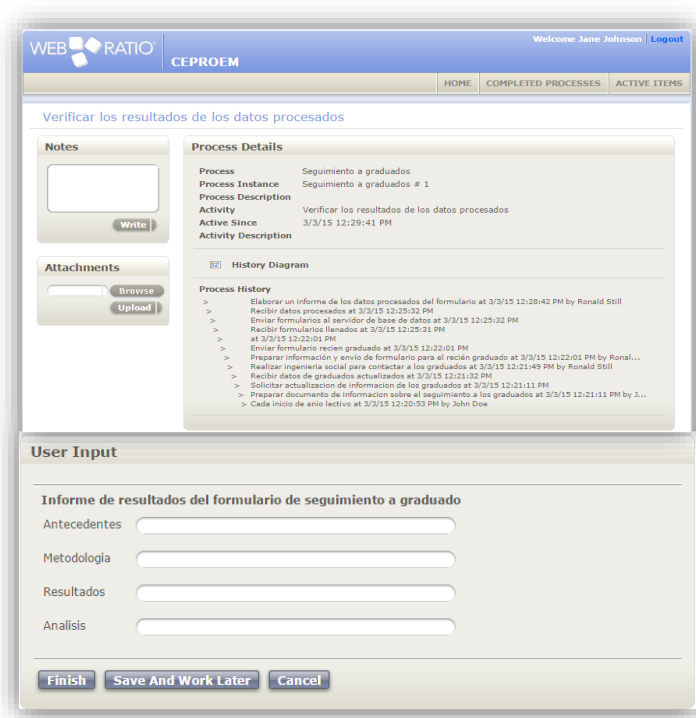 WEB RATIO
CEPROEM
Welcome Jane Johnson | Logout
HOME COMPLETED PROCESSES ACTIVE ITEMS
Verificar los resultados de los datos procesados
Notes
Write
Attachments
Browse
Upload
Process Details
Process Seguimiento a graduados
Process Instance Seguimiento a graduados # 1
Process Description
Activity Verificar los resultados de los datos procesados
Active Since 3/3/15 12:29:41 PM
Activity Description
History Diagram
Process History
> Elaborar un informe de los datos procesados del formulario at 3/3/15 12:28:42 PM by Ronald Still
> Recibir datos procesados at 3/3/15 12:25:32 PM
> Enviar formularios al servidor de base de datos at 3/3/15 12:25:32 PM
> Recibir formularios llenados at 3/3/15 12:25:31 PM
> at 3/3/15 12:22:01 PM
> Enviar formulario recien graduado at 3/3/15 12:22:01 PM
> Preparar información y envío de formulario para el recién graduado at 3/3/15 12:22:01 PM by Ronal...
> Realizar ingenieria social para contactar a los graduados at 3/3/15 12:21:49 PM by Ronald Still
> Recibir datos de graduados actualizados at 3/3/15 12:21:32 PM
> Solicitar actualizacion de informacion de los graduados at 3/3/15 12:21:11 PM
> Preparar documento de informacion sobre el seguimiento a los graduados at 3/3/15 12:21:11 PM by J...
> Cada inicio de anio lectivo at 3/3/15 12:20:53 PM by John Doe
User Input
Informe de resultados del formulario de seguimiento a graduado
Antecedentes
Metodologia
Resultados
Analisis
Finish Save And Work Later Cancel